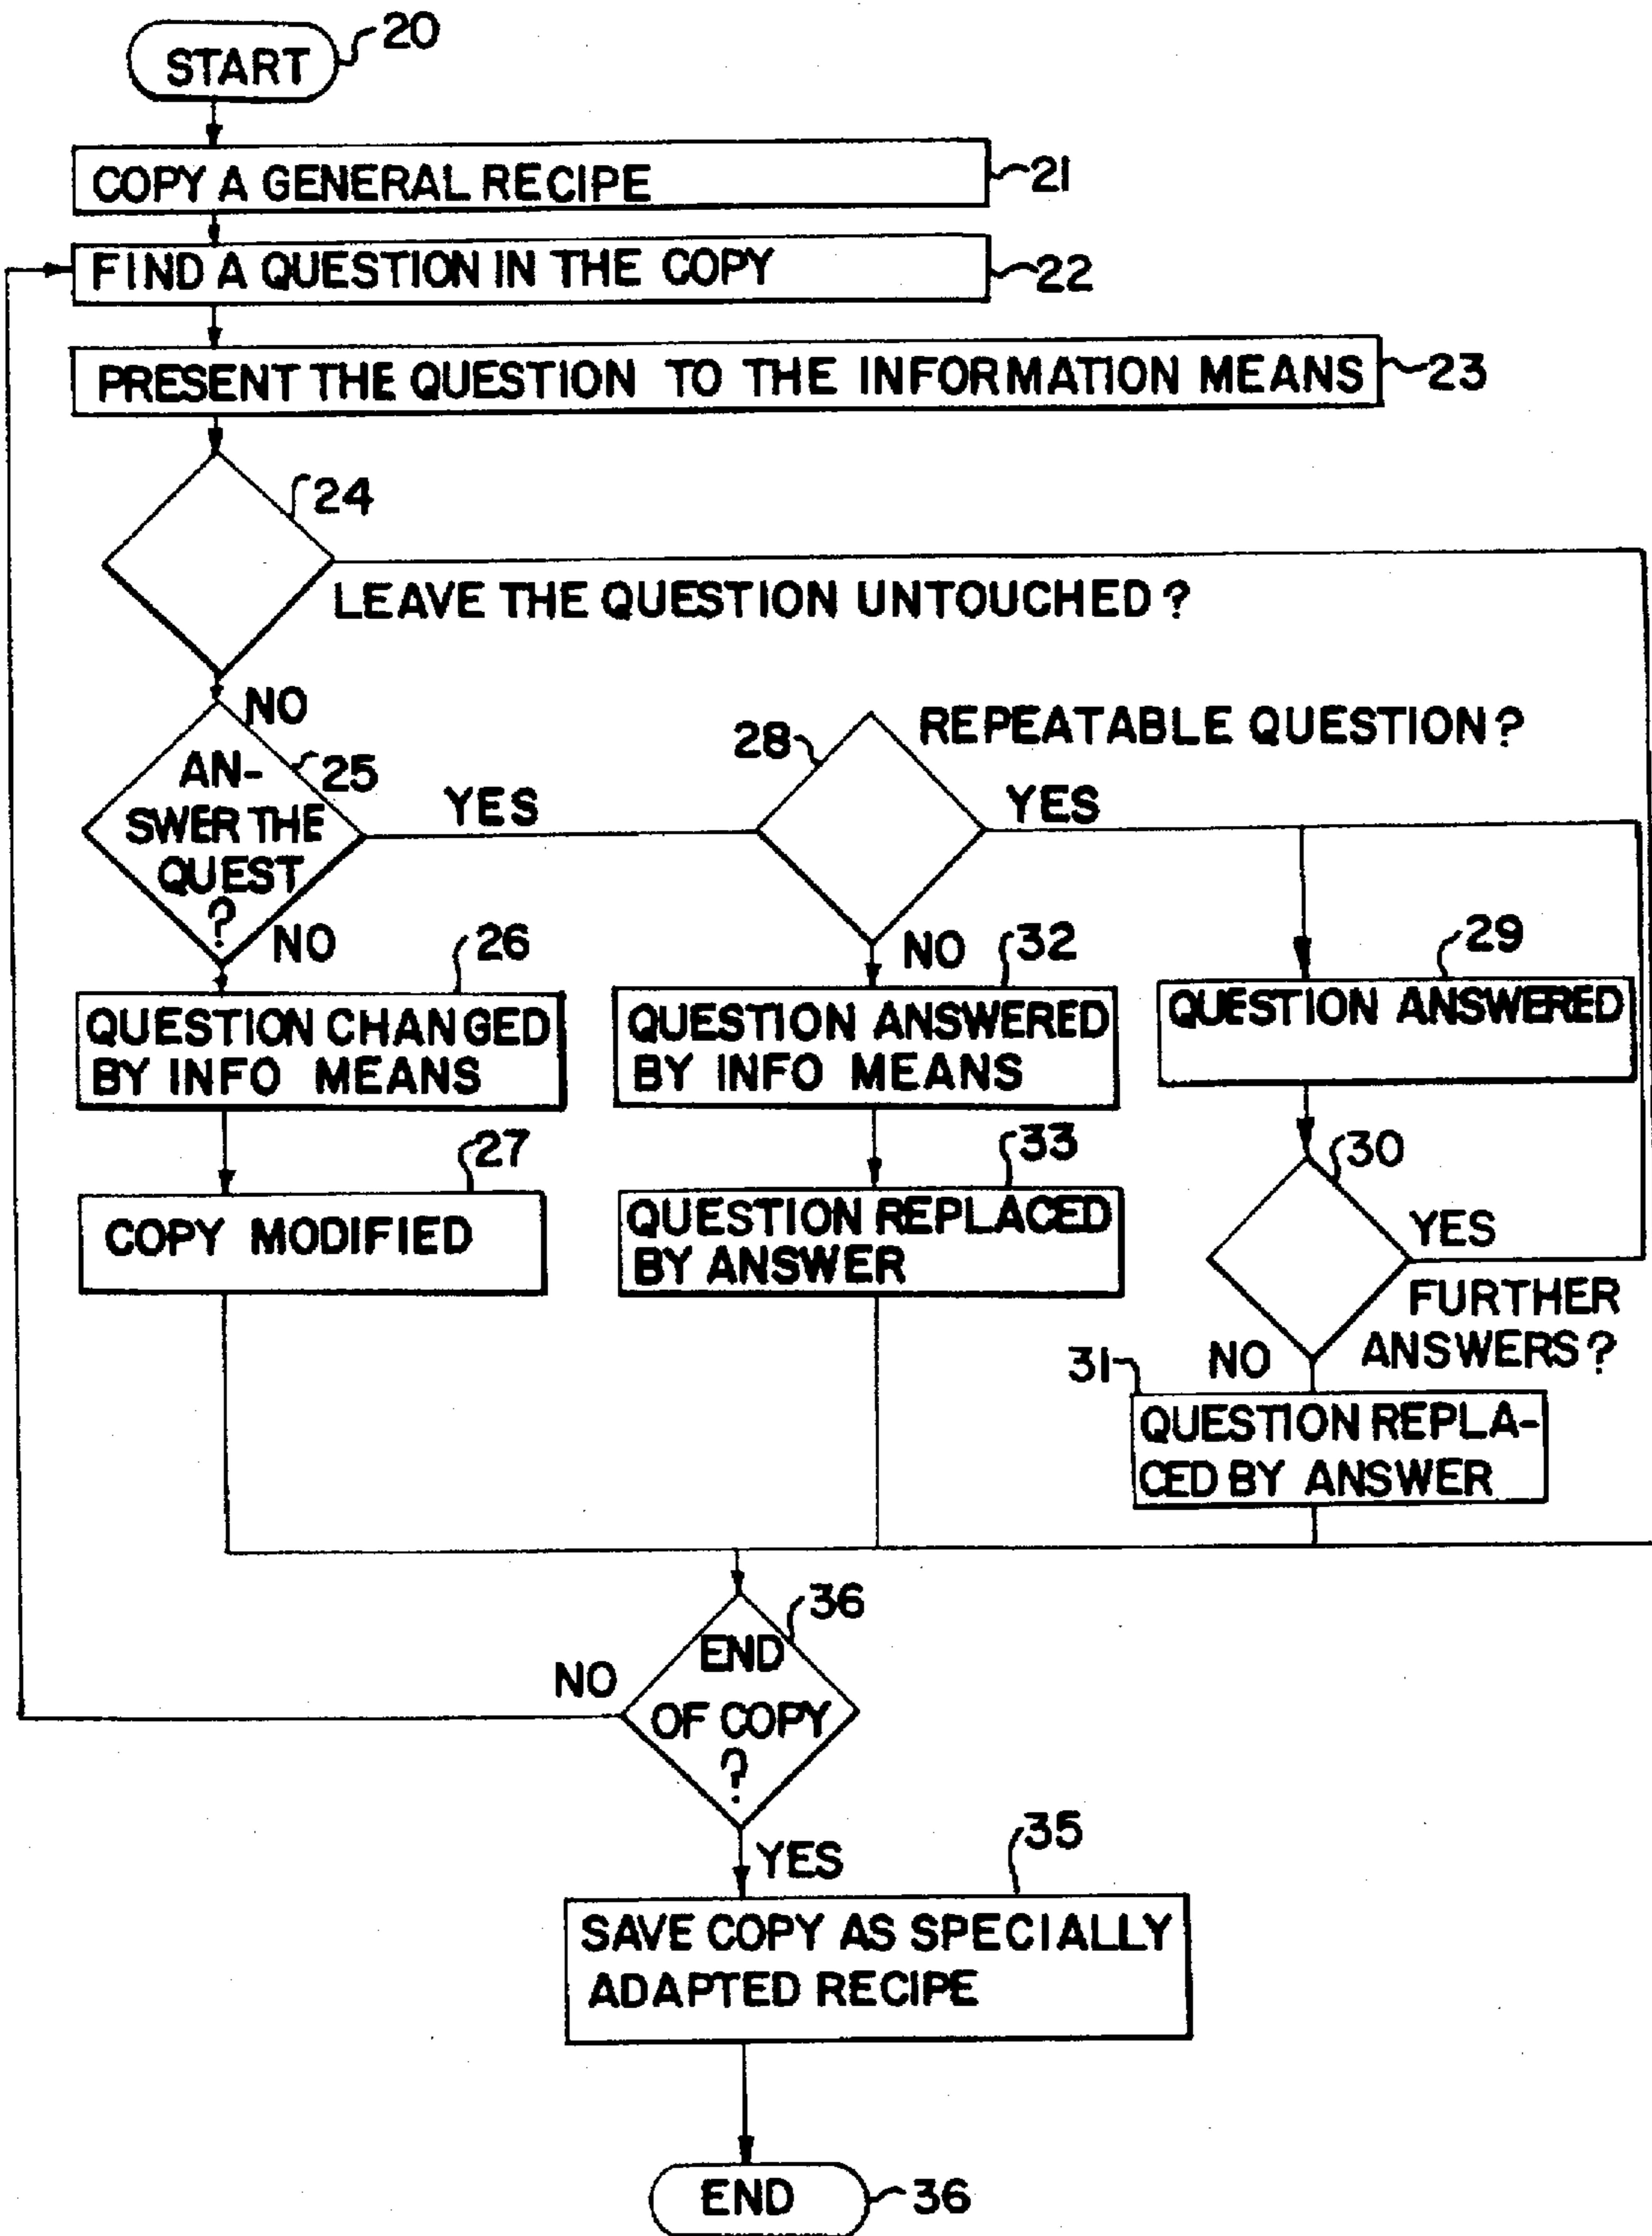 START
20
COPY A GENERAL RECIPE
21
FIND A QUESTION IN THE COPY
22
PRESENT THE QUESTION TO THE INFORMATION MEANS
23
24
LEAVE THE QUESTION UNTOUCHED?
NO
AN-
SWER THE
QUEST
?
25
YES
NO
28
REPEATABLE QUESTION?
YES
NO
26
QUESTION CHANGED
BY INFO MEANS
32
QUESTION ANSWERED
BY INFO MEANS
29
QUESTION ANSWERED
27
COPY MODIFIED
33
QUESTION REPLACED
BY ANSWER
30
YES
FURTHER
ANSWERS?
NO
31
QUESTION REPLA-
CED BY ANSWER
36
END
OF COPY
?
NO
YES
35
SAVE COPY AS SPECIALLY
ADAPTED RECIPE
END
36